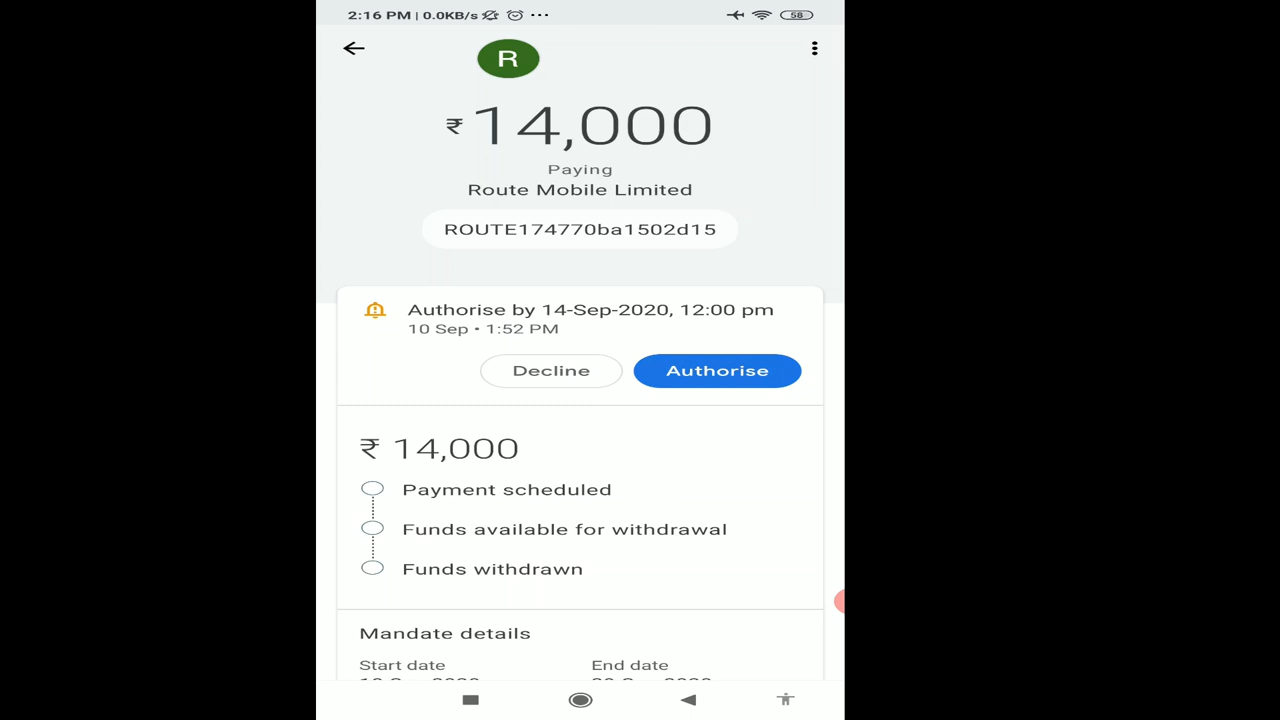 2:16 PM | 0.0KB/s ...
58
R
₹14,000
Paying
Route Mobile Limited
ROUTE174770ba1502d15
Authorise by 14-Sep-2020, 12:00 pm
10 Sep • 1:52 PM
Decline Authorise
₹ 14,000
Payment scheduled
Funds available for withdrawal
Funds withdrawn
Mandate details
Start date End date